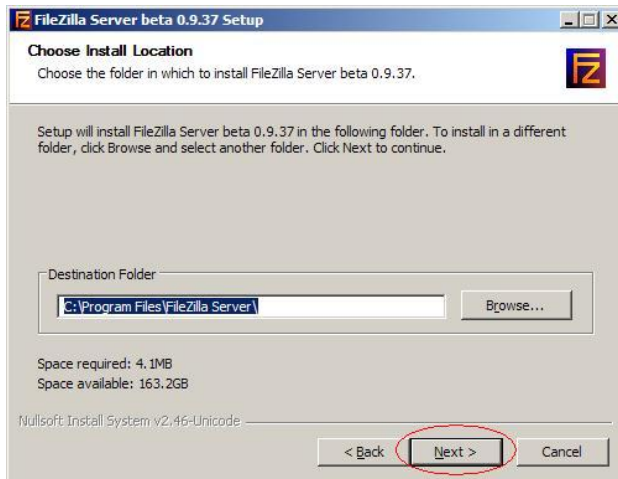 FileZilla Server beta 0.9.37 Setup
Choose Install Location
Choose the folder in which to install FileZilla Server beta 0.9.37.
Setup will install FileZilla Server beta 0.9.37 in the following folder. To install in a different
folder, click Browse and select another folder. Click Next to continue.
Destination Folder
C:\Program Files\FileZilla Server\
Browse...
Space required: 4.1MB
Space available: 163.2GB
Nullsoft Install System v2.46-Unicode
< Back
Next >
Cancel